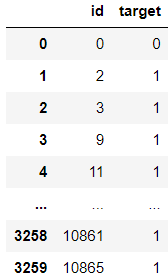 id target
0 0 0
1 2 1
2 3 1
3 9 1
4 11 1
... ... ...
3258 10861 1
3259 10865 1